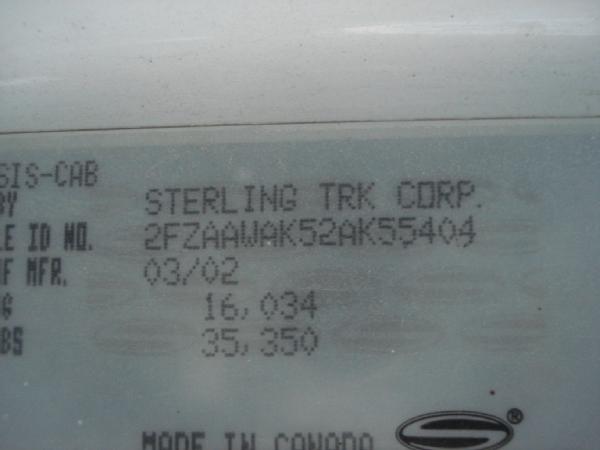 SIS-CAB
BY STERLING TRK CORP.
LE ID NO. 2FZAAWAK52AK55404
OF MFR. 03/02
G 16,034
BS 35,350
MADE IN CANADA ®